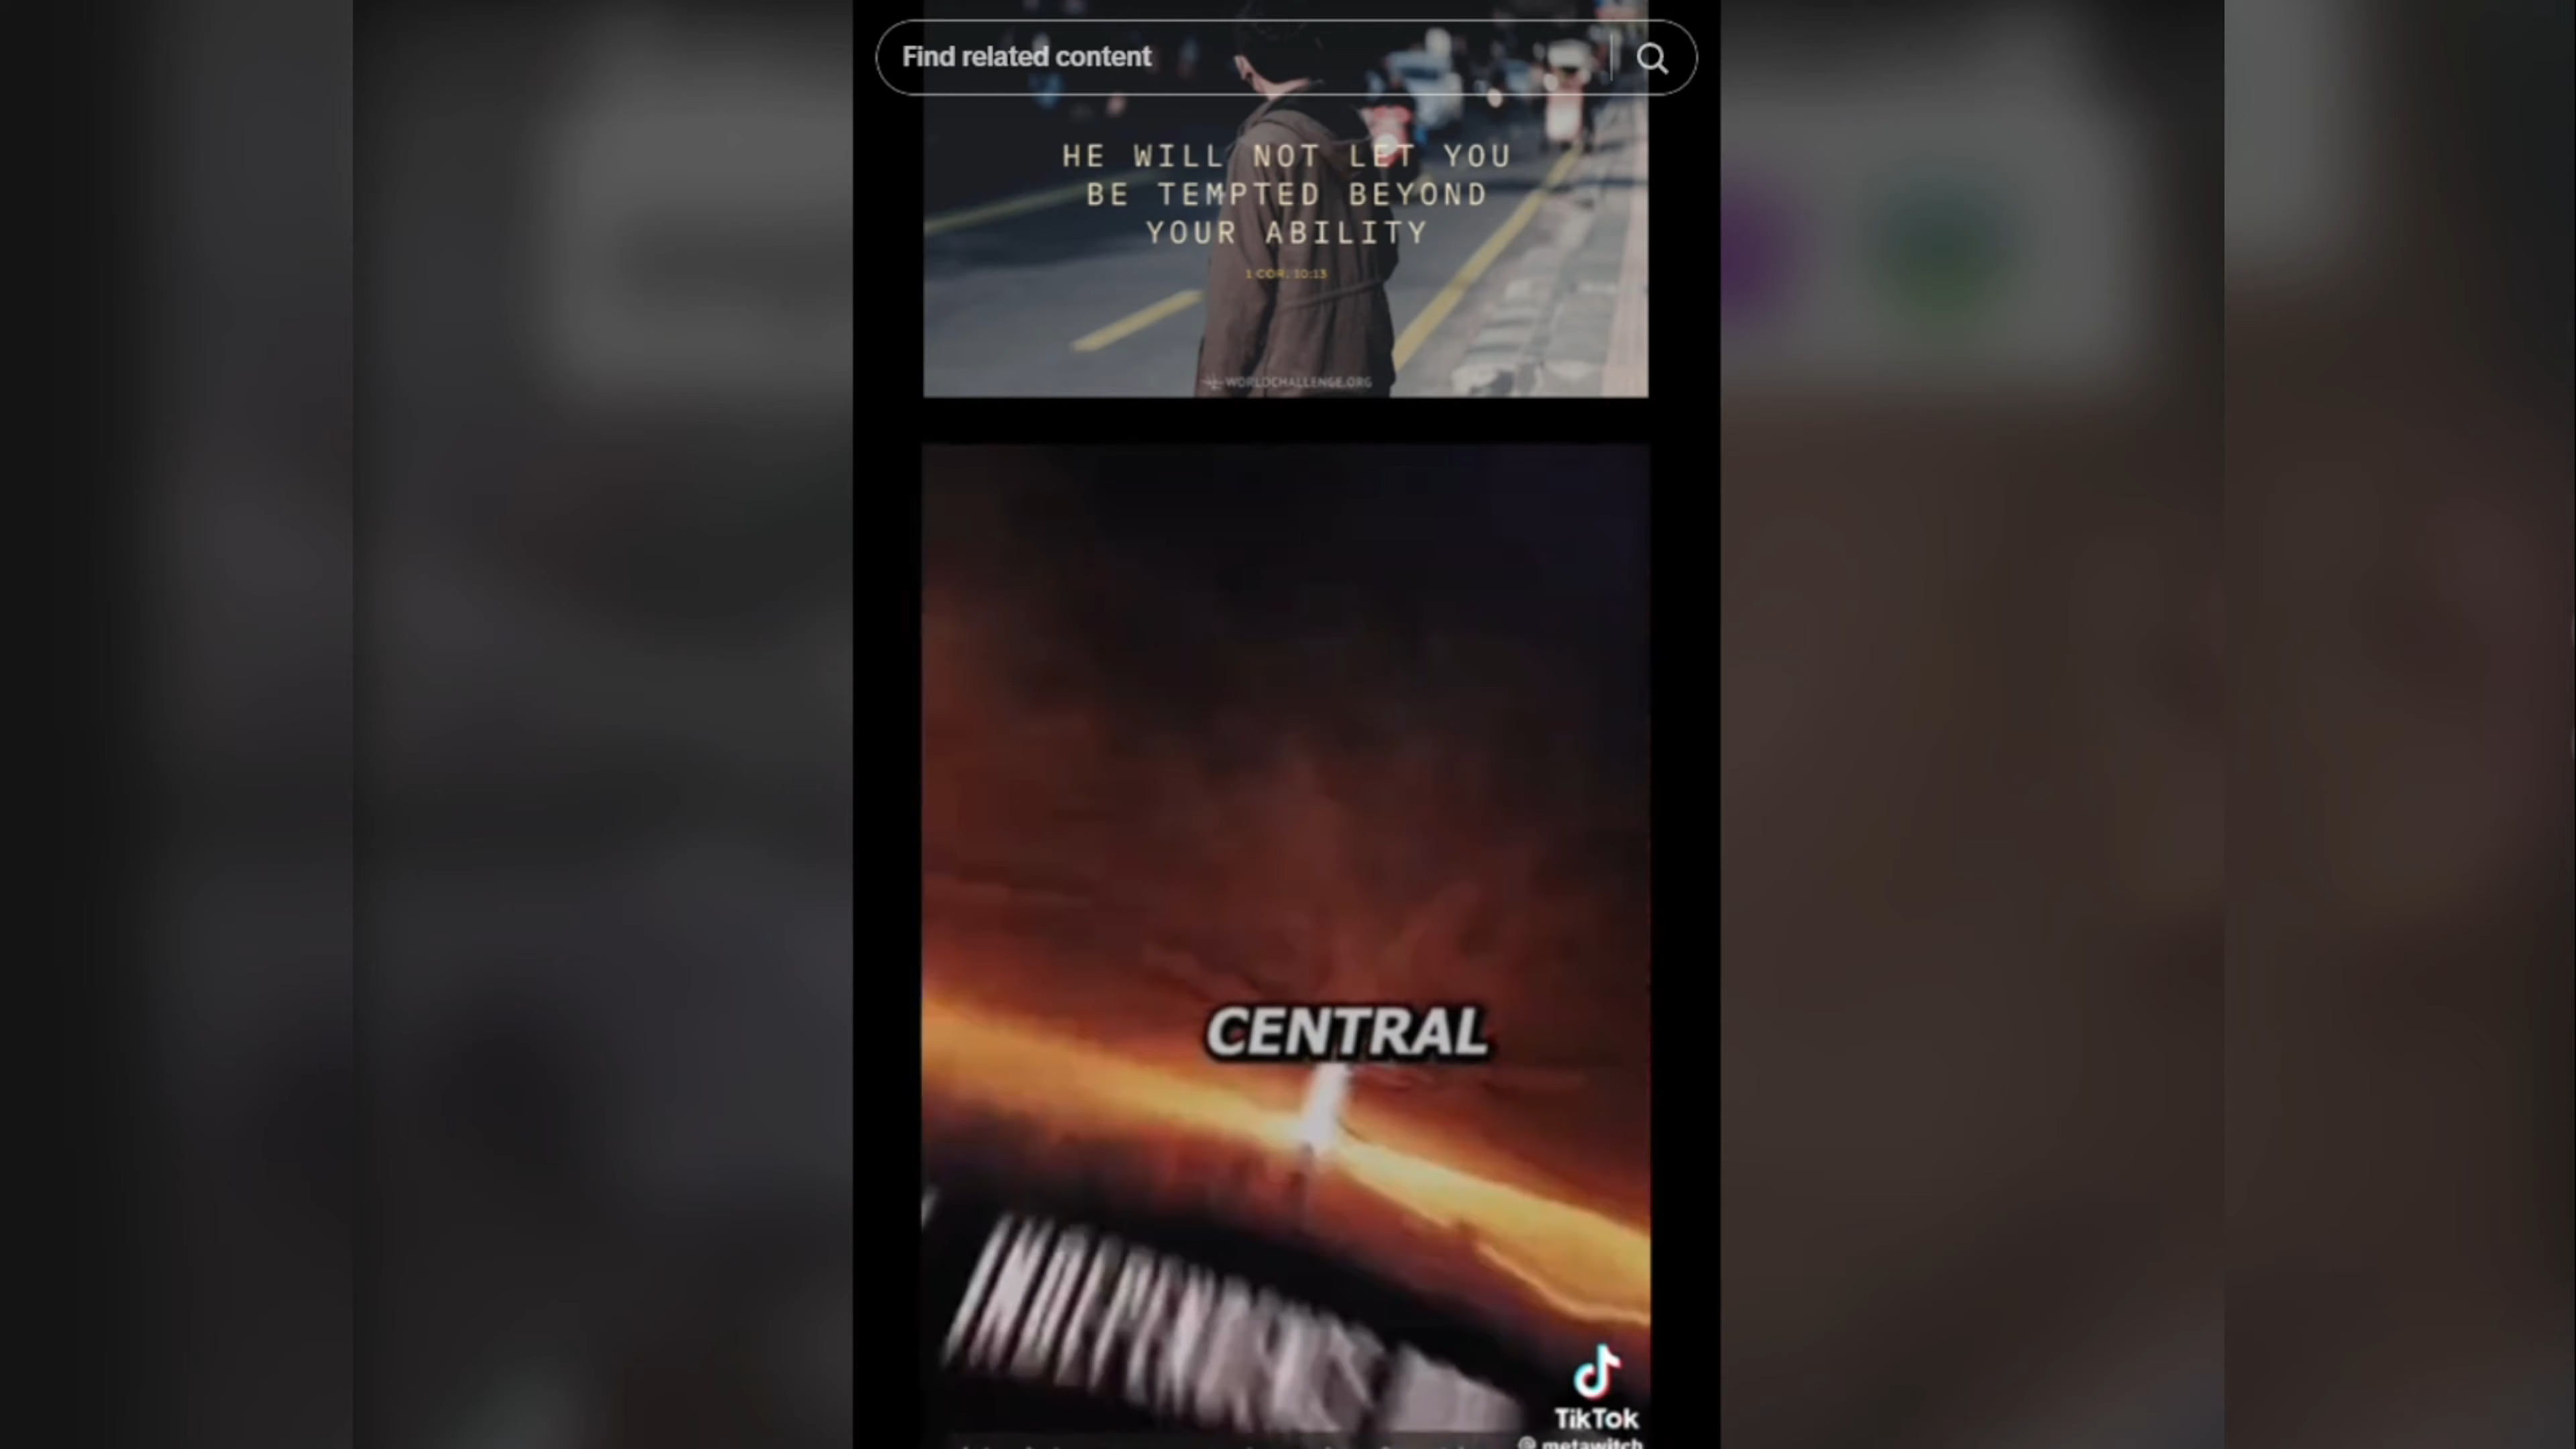 Find related content
HE WILL NOT LET YOU
BE TEMPTED BEYOND
YOUR ABILITY
1 COR. 10:13
WORLDCHALLENGE.ORG
CENTRAL
TikTok
metawitch